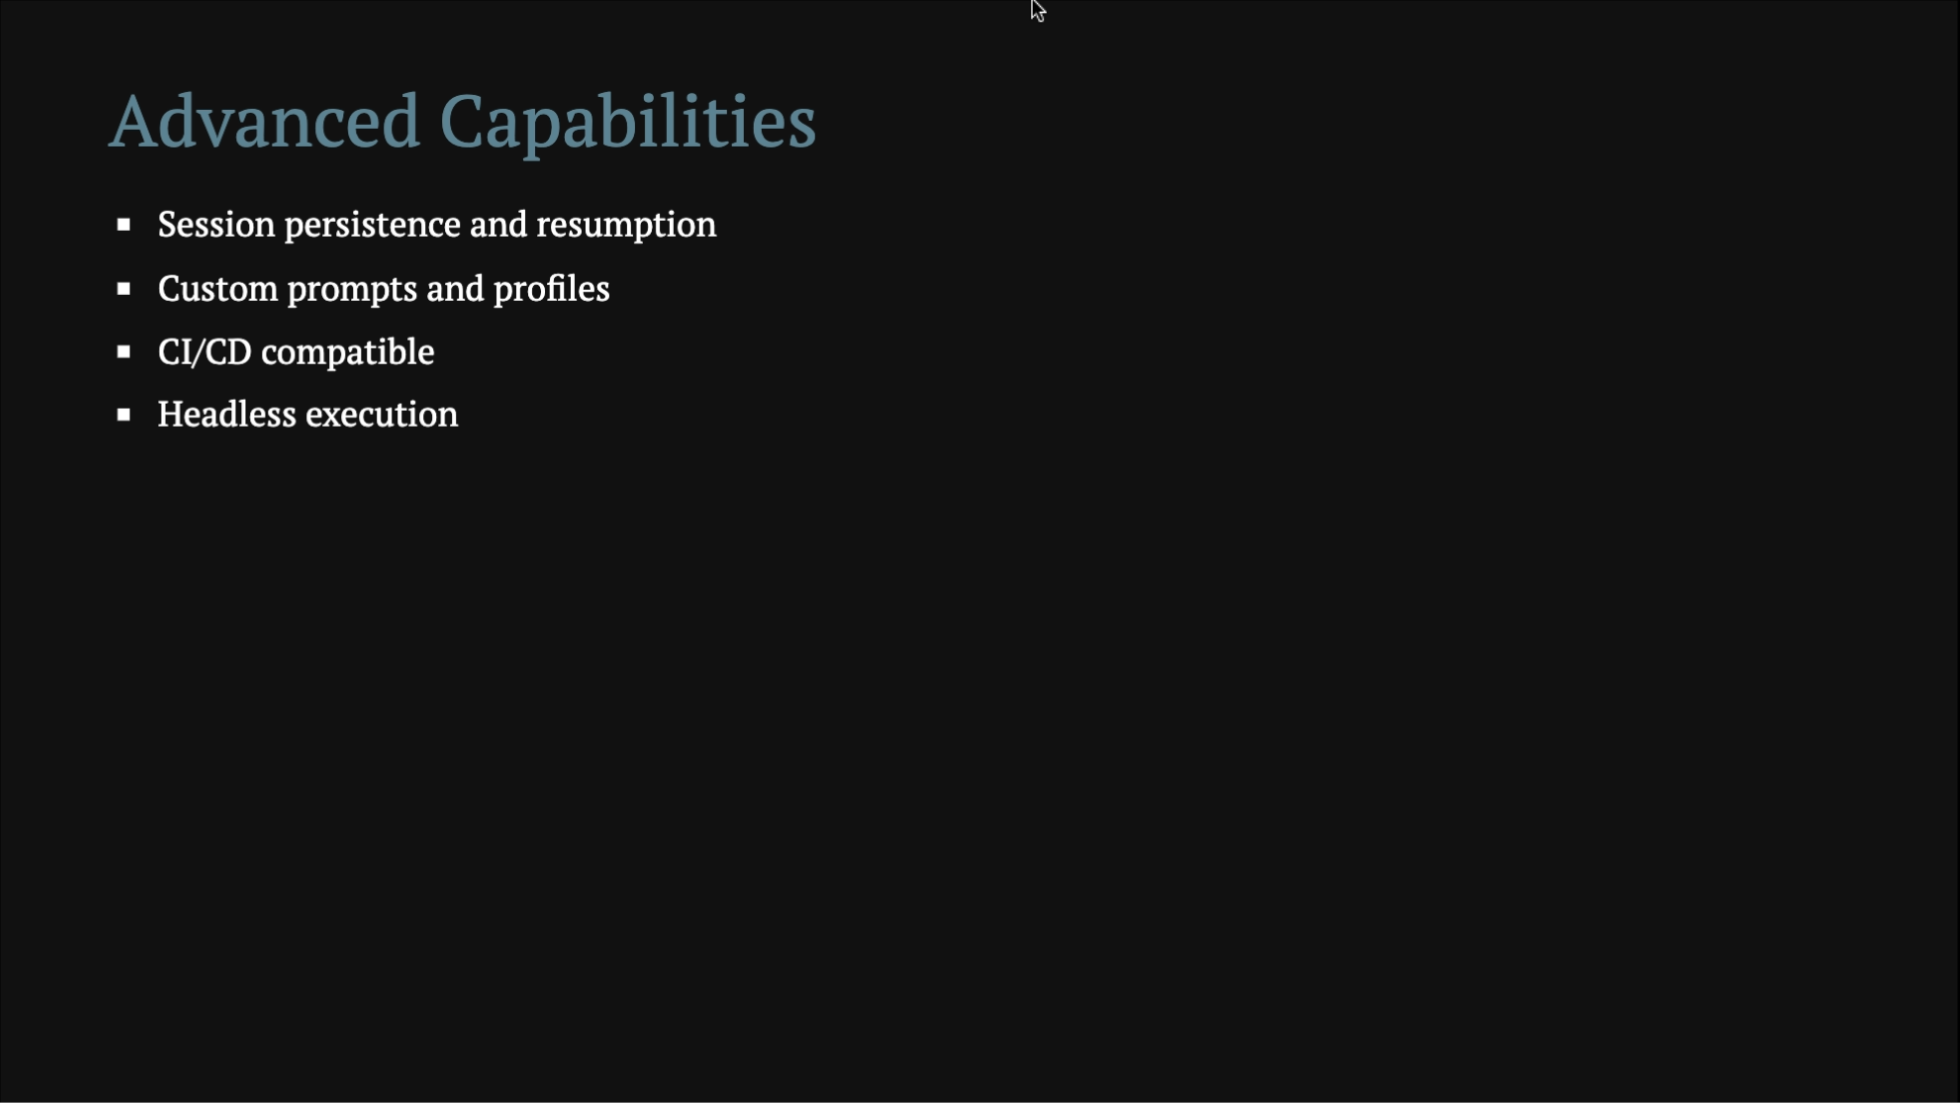 Advanced Capabilities
▪ Session persistence and resumption
▪ Custom prompts and profiles
▪ CI/CD compatible
▪ Headless execution